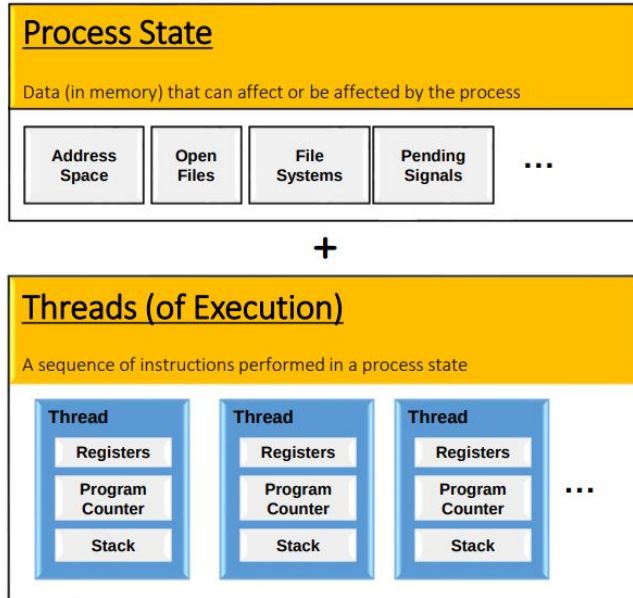 Process State
Data (in memory) that can affect or be affected by the process
Address
Space
Open
Files
File
Systems
Pending
Signals
...
+
Threads (of Execution)
A sequence of instructions performed in a process state
Thread
Registers
Program
Counter
Stack
Thread
Registers
Program
Counter
Stack
Thread
Registers
Program
Counter
Stack
...